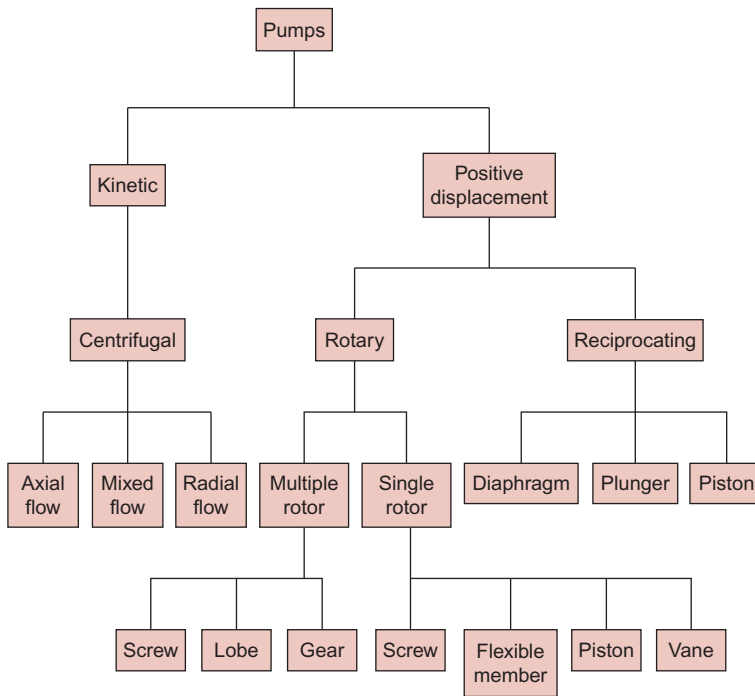 Pumps
Kinetic
Positive
displacement
Centrifugal
Rotary
Reciprocating
Axial
flow
Mixed
flow
Radial
flow
Multiple
rotor
Single
rotor
Diaphragm
Plunger
Piston
Screw
Lobe
Gear
Screw
Flexible
member
Piston
Vane